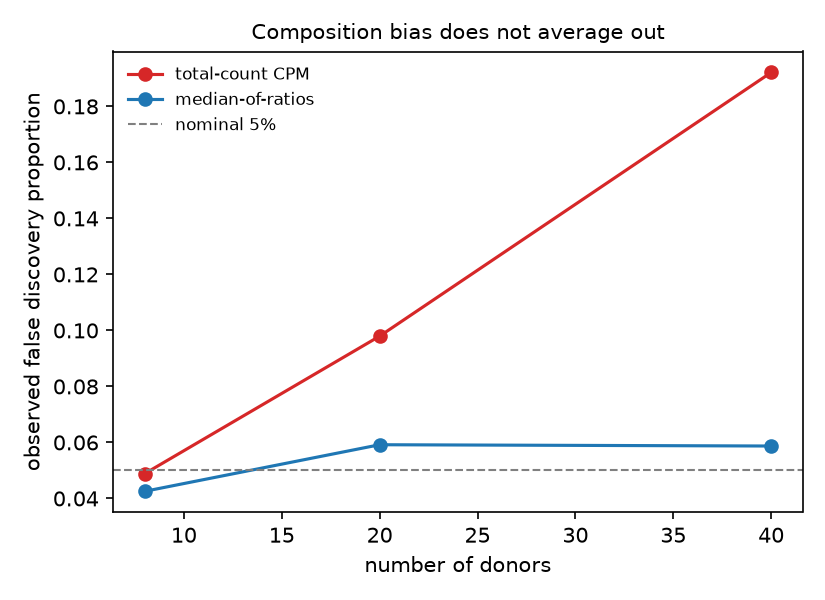 Composition bias does not average out
total-count CPM
median-of-ratios
nominal 5%
observed false discovery proportion
0.18
0.16
0.14
0.12
0.10
0.08
0.06
0.04
10
15
20
25
30
35
40
number of donors